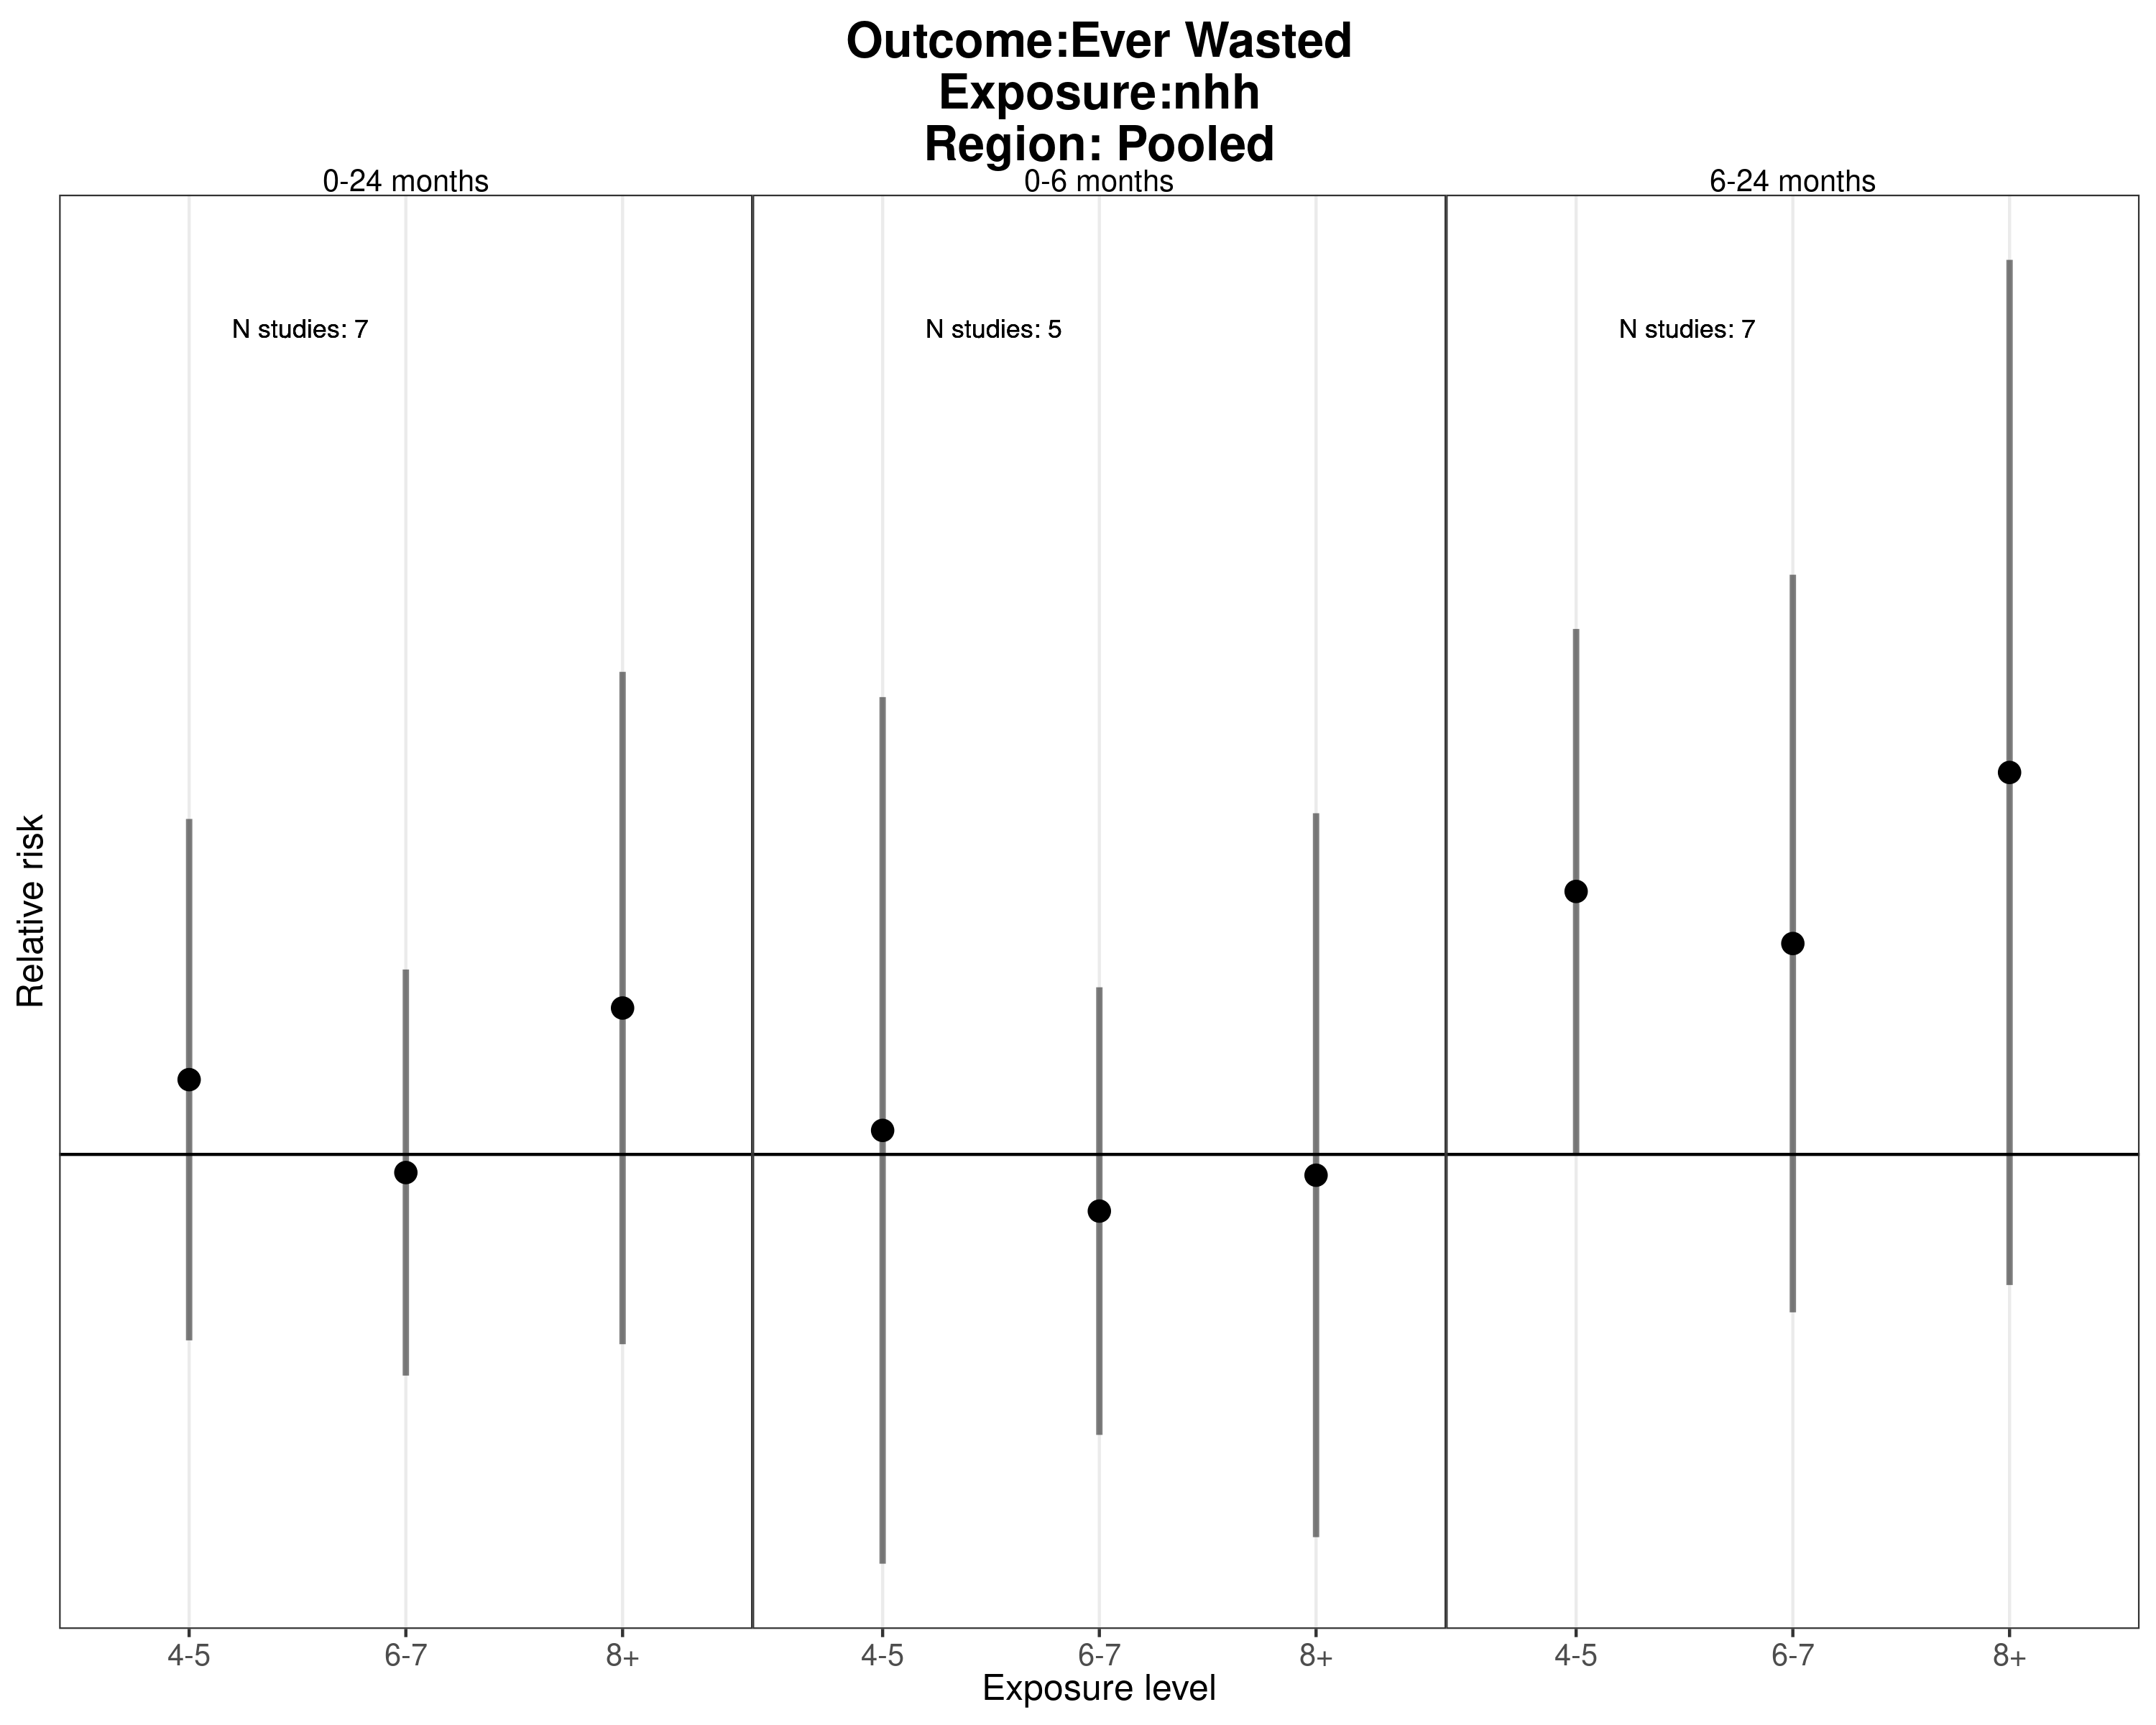 Outcome:Ever Wasted
Exposure:nhh
Region: Pooled
0-24 months
0-6 months
6-24 months
N studies: 7
N studies: 5
N studies: 7
Relative risk
4-5
6-7
8+
4-5
6-7
8+
4-5
6-7
8+
Exposure level